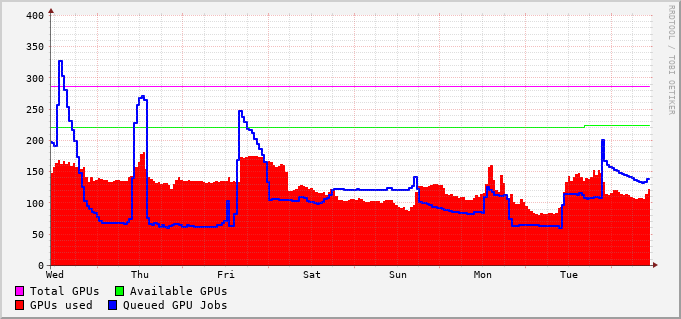 400
350
300
250
200
150
100
50
0
Wed Thu Fri Sat Sun Mon Tue
Total GPUs Available GPUs
GPUs used Queued GPU Jobs
RRDTOOL / TOBI OETIKER